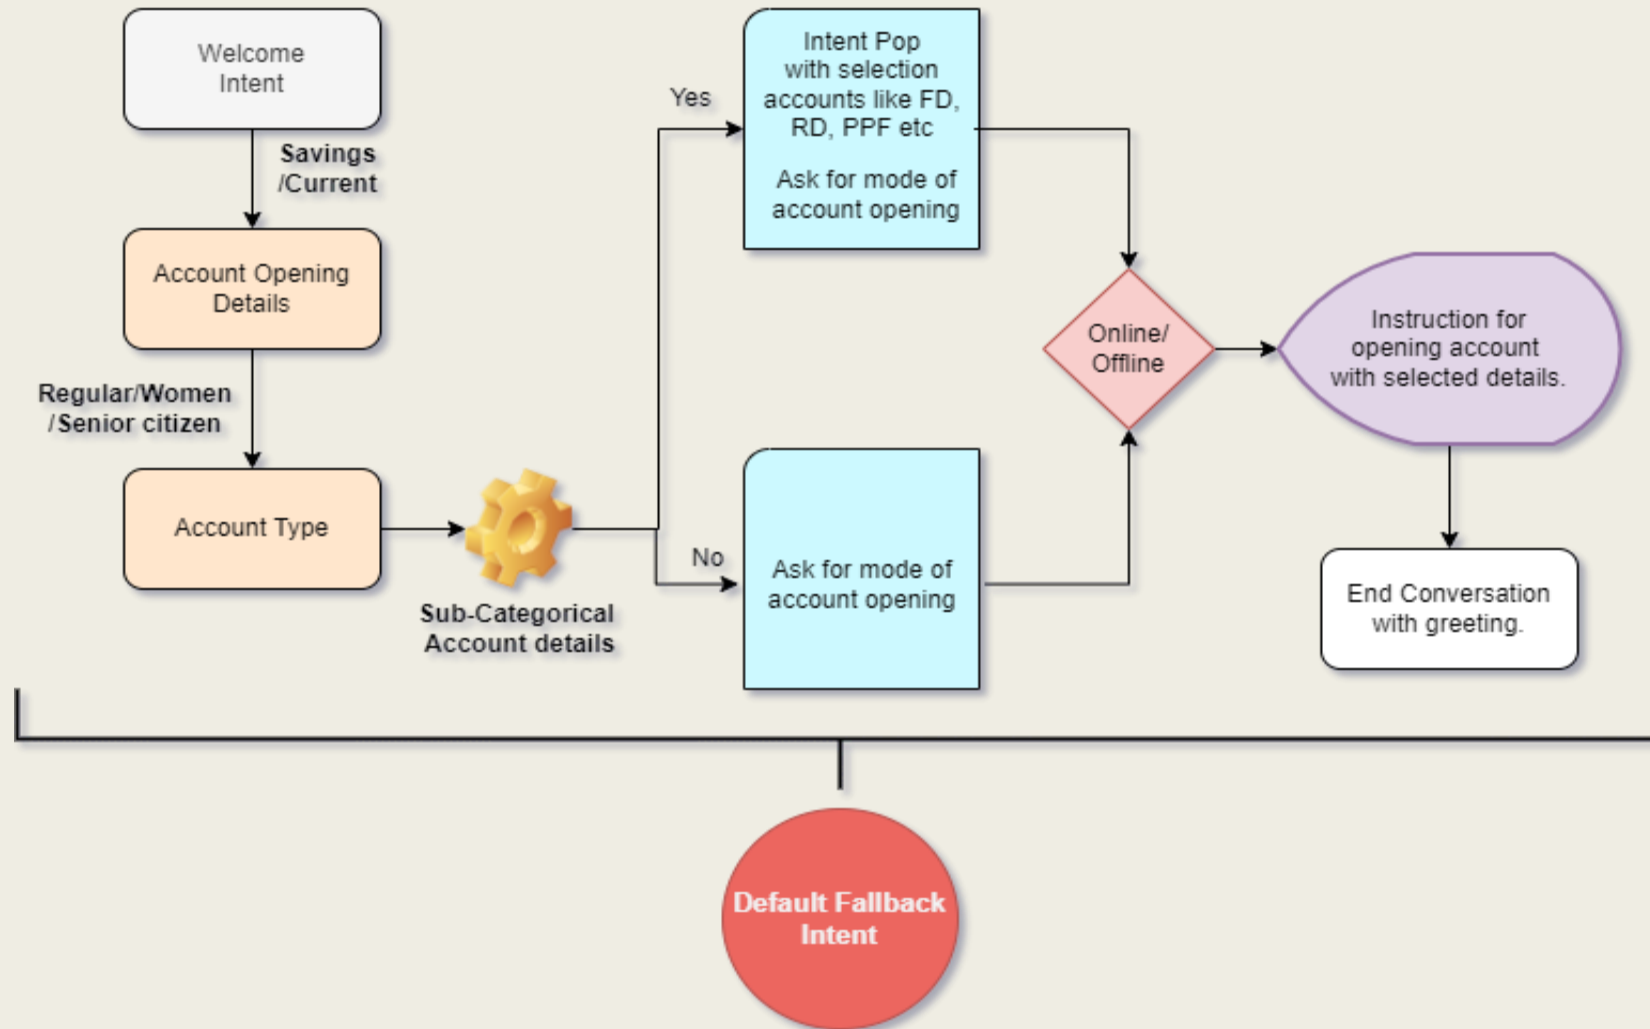 Welcome
Intent
Savings
/Current
Account Opening
Details
Regular/Women
/Senior citizen
Account Type
Sub-Categorical
Account details
Yes
Intent Pop
with selection
accounts like FD,
RD, PPF etc
Ask for mode of
account opening
No
Ask for mode of
account opening
Online/
Offline
Instruction for
opening account
with selected details.
End Conversation
with greeting.
Default Fallback
Intent